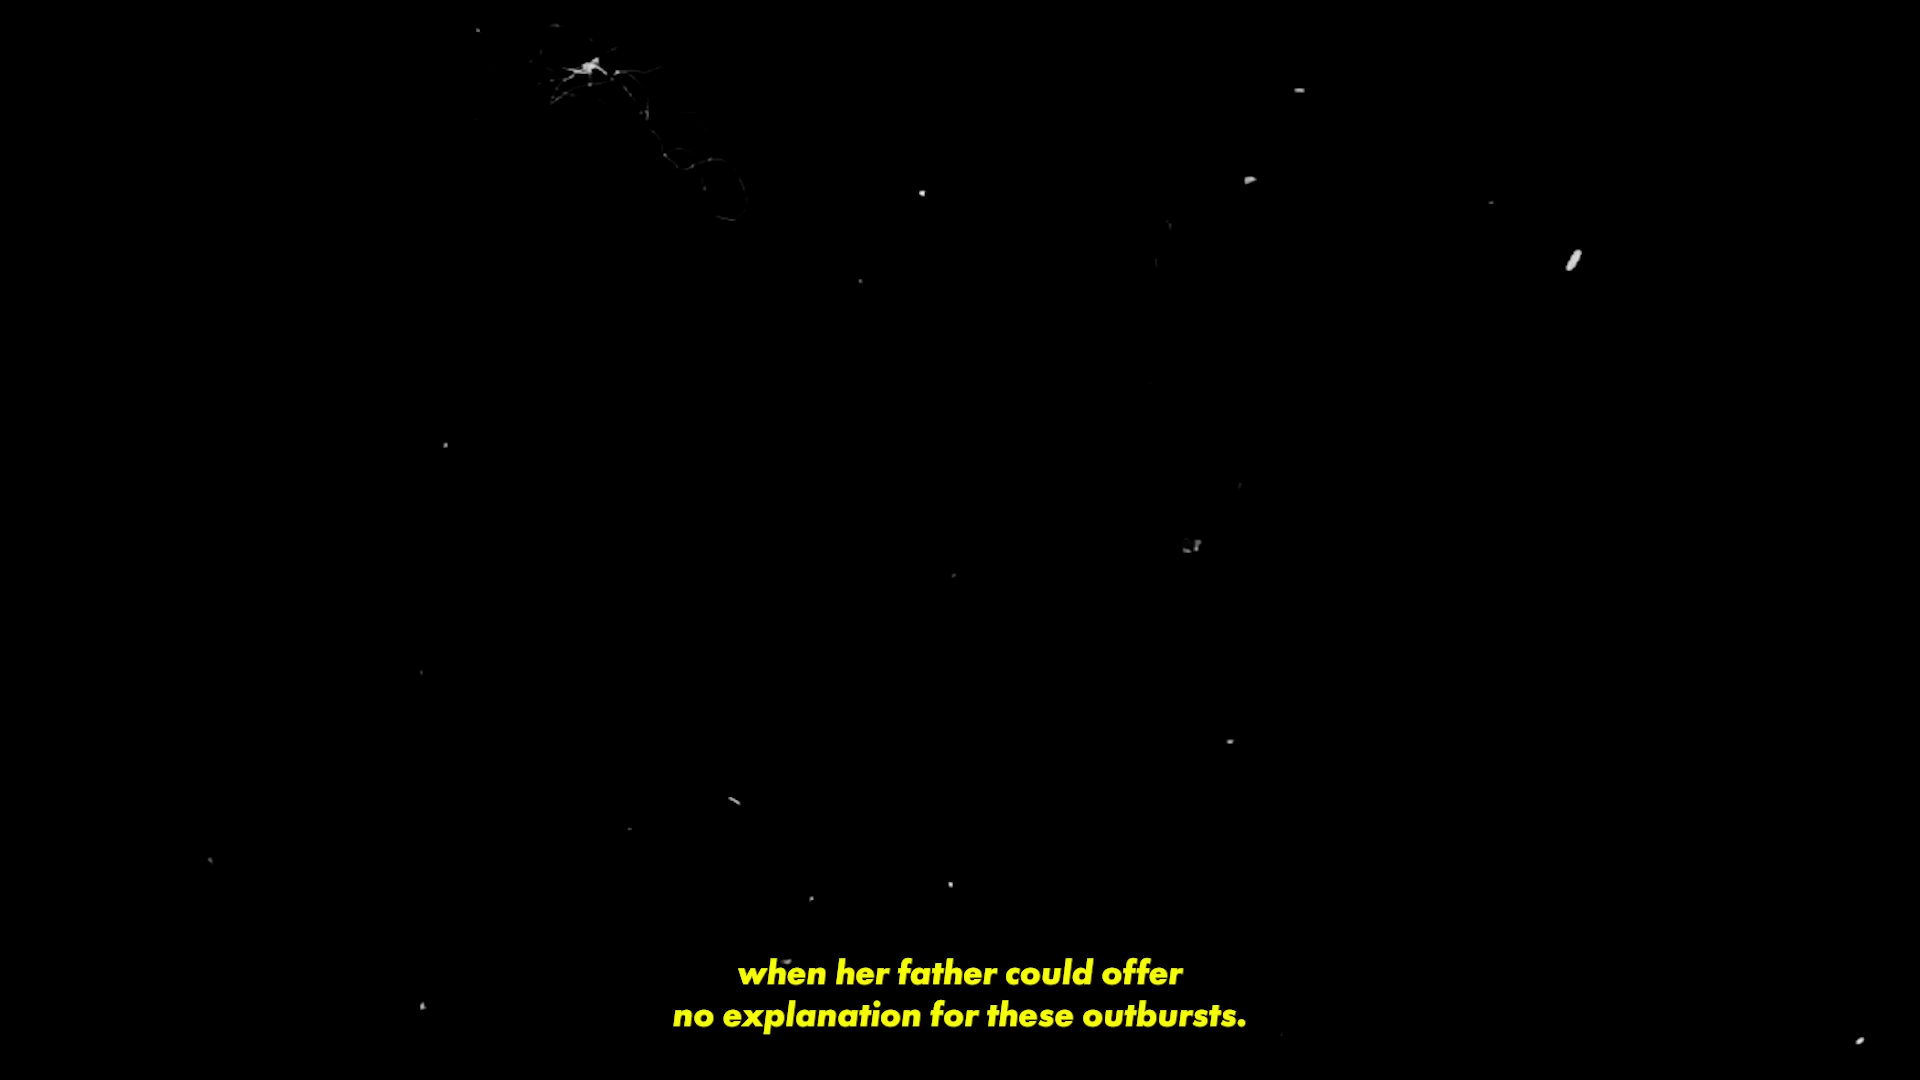 when her father could offer
no explanation for these outbursts.